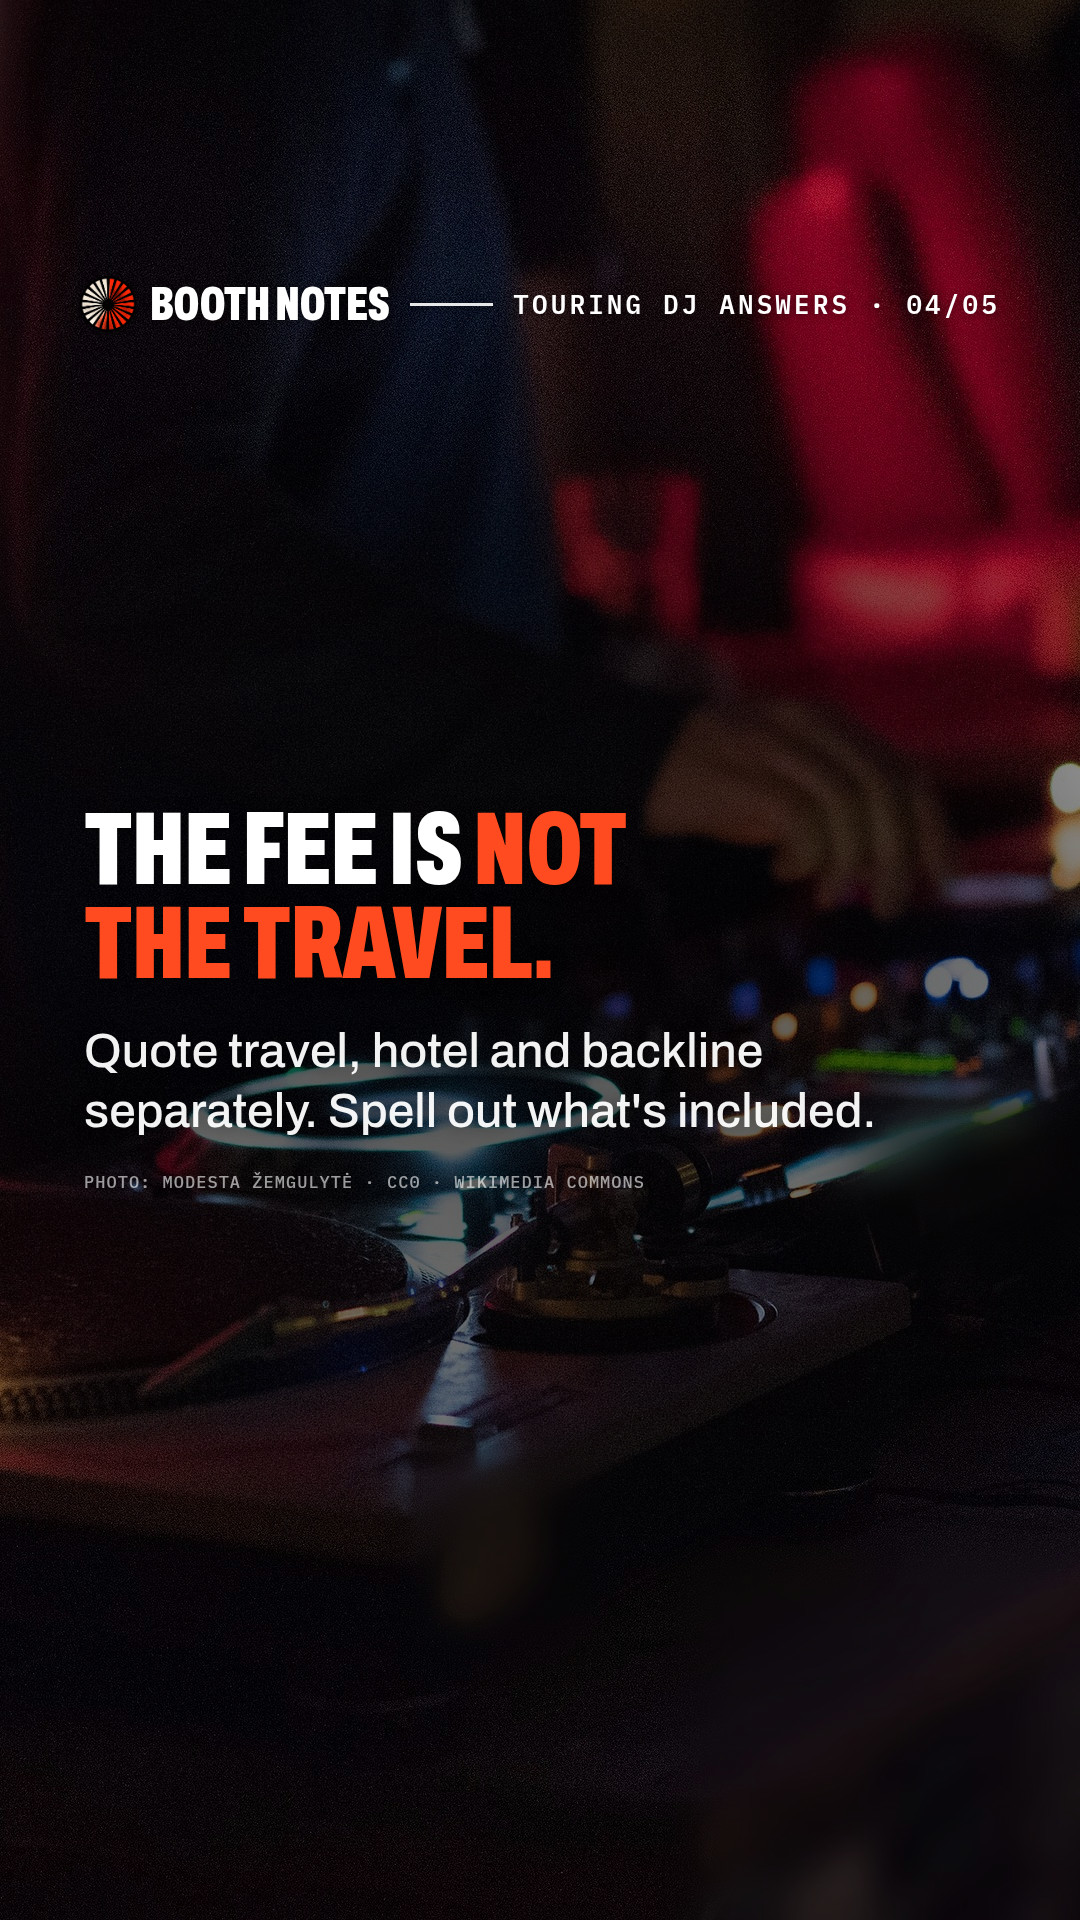 BOOTH NOTES — TOURING DJ ANSWERS · 04/05
THE FEE IS NOT
THE TRAVEL.
Quote travel, hotel and backline
separately. Spell out what's included.
PHOTO: MODESTA ŽEMGULYTĖ · CC0 · WIKIMEDIA COMMONS